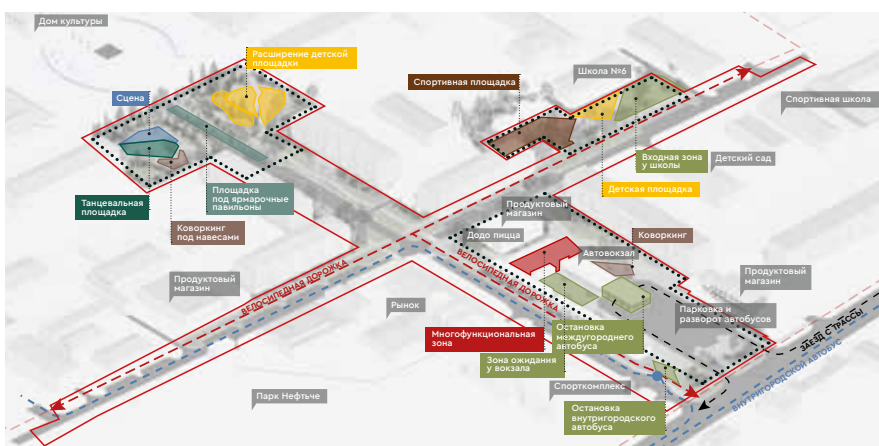 Дом культуры
Расширение детской
площадки
Сцена
Танцевальная
площадка
Коворкинг
под навесами
Площадка
под ярмарочные
павильоны
Спортивная площадка
Школа №6
Спортивная школа
Входная зона
у школы
Детский сад
Детская площадка
Продуктовый
магазин
Додо пицца
Коворкинг
Автовокзал
Продуктовый
магазин
ВЕЛОСИПЕДНАЯ ДОРОЖКА
ВЕЛОСИПЕДНАЯ ДОРОЖКА
Продуктовый
магазин
Рынок
Парковка и
разворот автобусов
Многофункциональная
зона
Остановка
междугороднего
автобуса
Зона ожидания
у вокзала
ЗАЕЗД С ТРАССЫ
ВНУТРИГОРОДСКОЙ АВТОБУС
Парк Нефтьче
Спорткомплекс
Остановка
внутригородского
автобуса